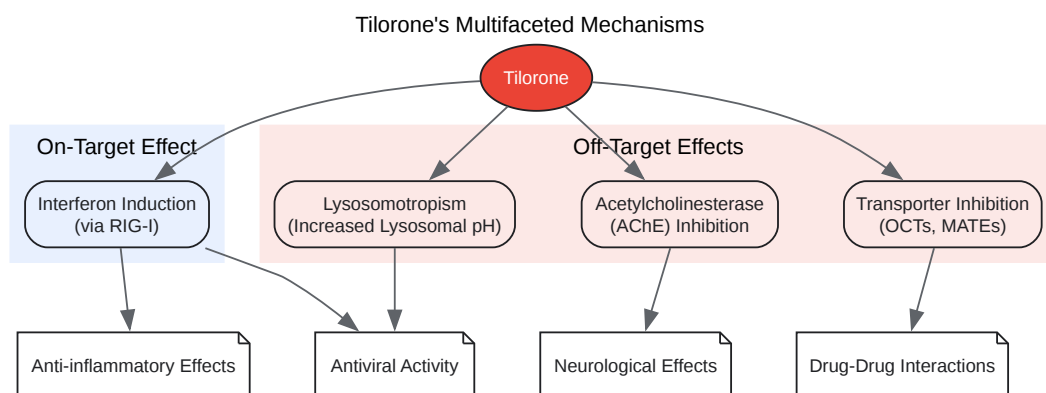 Tilorone's Multifaceted Mechanisms
Tilorone
On-Target Effect
Off-Target Effects
Interferon Induction
(via RIG-I)
Lysosomotropism
(Increased Lysosomal pH)
Acetylcholinesterase
(AChE) Inhibition
Transporter Inhibition
(OCTs, MATEs)
Anti-inflammatory Effects
Antiviral Activity
Neurological Effects
Drug-Drug Interactions